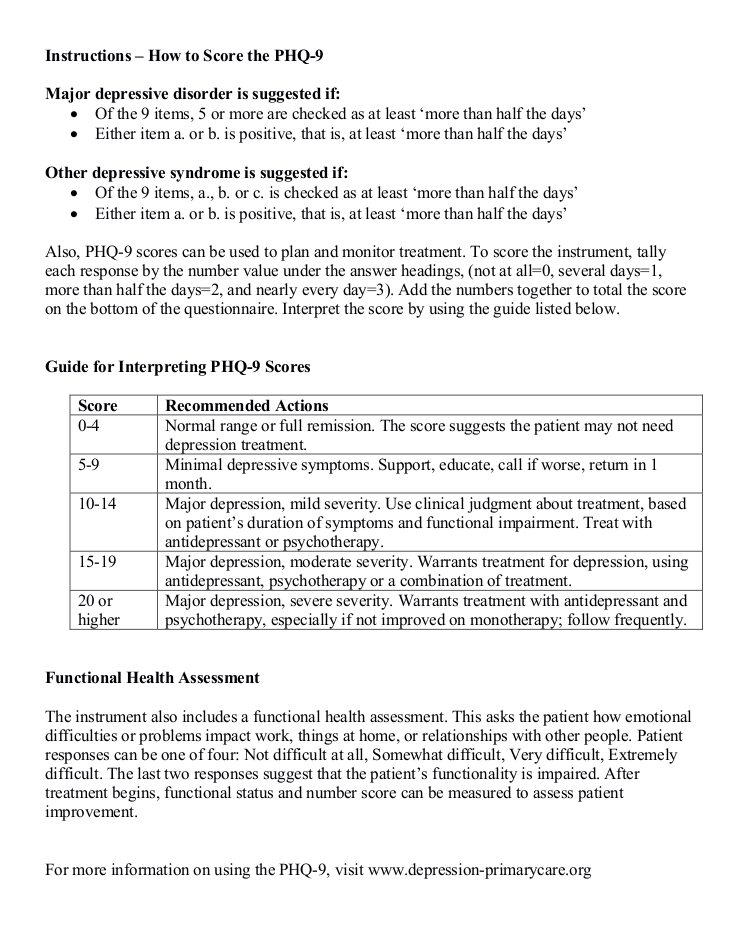 Instructions – How to Score the PHQ-9
Major depressive disorder is suggested if:
• Of the 9 items, 5 or more are checked as at least ‘more than half the days’
• Either item a. or b. is positive, that is, at least ‘more than half the days’
Other depressive syndrome is suggested if:
• Of the 9 items, a., b. or c. is checked as at least ‘more than half the days’
• Either item a. or b. is positive, that is, at least ‘more than half the days’
Also, PHQ-9 scores can be used to plan and monitor treatment. To score the instrument, tally
each response by the number value under the answer headings, (not at all=0, several days=1,
more than half the days=2, and nearly every day=3). Add the numbers together to total the score
on the bottom of the questionnaire. Interpret the score by using the guide listed below.
Guide for Interpreting PHQ-9 Scores
Score Recommended Actions
0-4 Normal range or full remission. The score suggests the patient may not need
depression treatment.
5-9 Minimal depressive symptoms. Support, educate, call if worse, return in 1
month.
10-14 Major depression, mild severity. Use clinical judgment about treatment, based
on patient’s duration of symptoms and functional impairment. Treat with
antidepressant or psychotherapy.
15-19 Major depression, moderate severity. Warrants treatment for depression, using
antidepressant, psychotherapy or a combination of treatment.
20 or Major depression, severe severity. Warrants treatment with antidepressant and
higher psychotherapy, especially if not improved on monotherapy; follow frequently.
Functional Health Assessment
The instrument also includes a functional health assessment. This asks the patient how emotional
difficulties or problems impact work, things at home, or relationships with other people. Patient
responses can be one of four: Not difficult at all, Somewhat difficult, Very difficult, Extremely
difficult. The last two responses suggest that the patient’s functionality is impaired. After
treatment begins, functional status and number score can be measured to assess patient
improvement.
For more information on using the PHQ-9, visit www.depression-primarycare.org